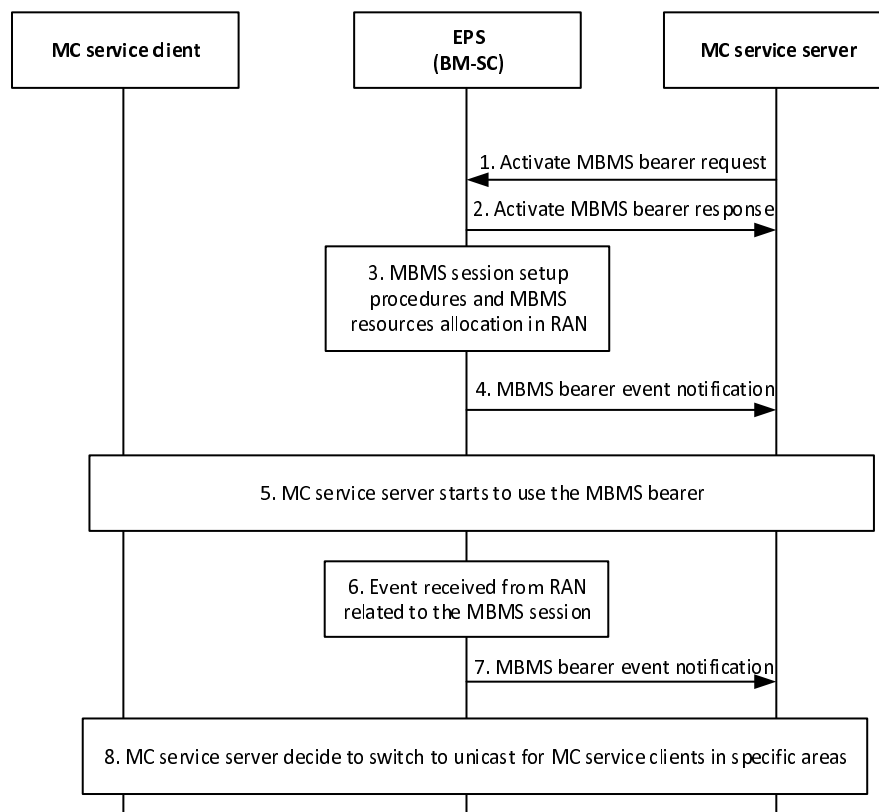 MC service client
EPS
(BM-SC)
MC service server
1. Activate MBMS bearer request
2. Activate MBMS bearer response
3. MBMS session setup
procedures and MBMS
resources allocation in RAN
4. MBMS bearer event notification
5. MC service server starts to use the MBMS bearer
6. Event received from RAN
related to the MBMS session
7. MBMS bearer event notification
8. MC service server decide to switch to unicast for MC service clients in specific areas